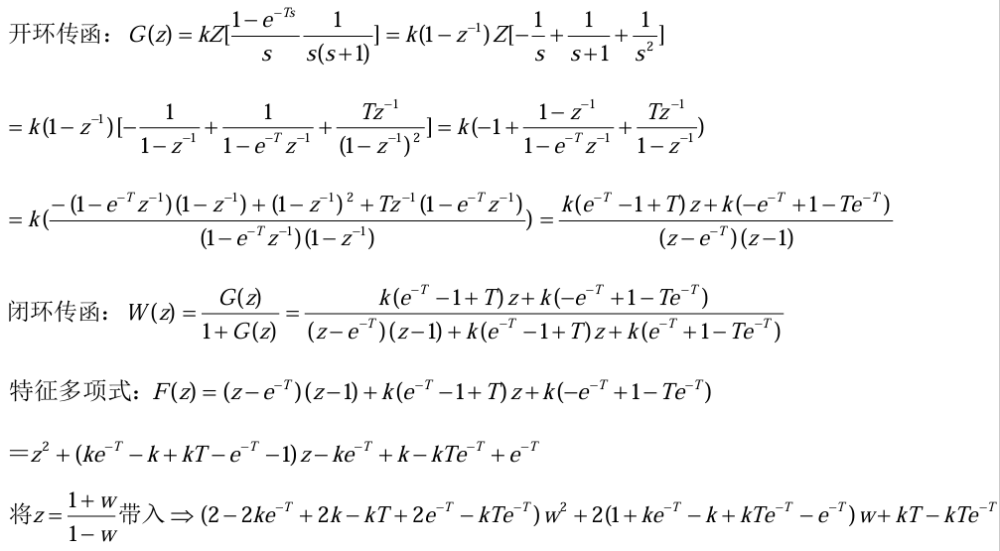 开环传函：G(z) = kZ[\frac{1-e^{-Ts}}{s}\frac{1}{s(s+1)}] = k(1-z^{-1})Z[-\frac{1}{s}+\frac{1}{s+1}+\frac{1}{s^2}]
= k(1-z^{-1})[-\frac{1}{1-z^{-1}}+\frac{1}{1-e^{-T}z^{-1}}+\frac{Tz^{-1}}{(1-z^{-1})^2}] = k(-1+\frac{1-z^{-1}}{1-e^{-T}z^{-1}}+\frac{Tz^{-1}}{1-z^{-1}})
= k(\frac{-(1-e^{-T}z^{-1})(1-z^{-1})+(1-z^{-1})^2+Tz^{-1}(1-e^{-T}z^{-1})}{(1-e^{-T}z^{-1})(1-z^{-1})}) = \frac{k(e^{-T}-1+T)z+k(-e^{-T}+1-Te^{-T})}{(z-e^{-T})(z-1)}
闭环传函：W(z) = \frac{G(z)}{1+G(z)} = \frac{k(e^{-T}-1+T)z+k(-e^{-T}+1-Te^{-T})}{(z-e^{-T})(z-1)+k(e^{-T}-1+T)z+k(e^{-T}+1-Te^{-T})}
特征多项式：F(z) = (z-e^{-T})(z-1)+k(e^{-T}-1+T)z+k(-e^{-T}+1-Te^{-T})
＝z^2+(ke^{-T}-k+kT-e^{-T}-1)z-ke^{-T}+k-kTe^{-T}+e^{-T}
将z=\frac{1+w}{1-w}带入⇒(2-2ke^{-T}+2k-kT+2e^{-T}-kTe^{-T})w^2+2(1+ke^{-T}-k+kTe^{-T}-e^{-T})w+kT-kTe^{-T}